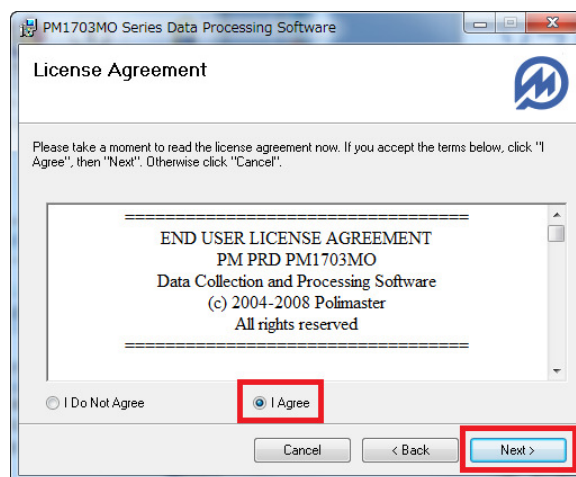 PM1703MO Series Data Processing Software
License Agreement
Please take a moment to read the license agreement now. If you accept the terms below, click "I
Agree", then "Next". Otherwise click "Cancel".
==================================
END USER LICENSE AGREEMENT
PM PRD PM1703MO
Data Collection and Processing Software
(c) 2004-2008 Polimaster
All rights reserved
==================================
I Do Not Agree
I Agree
Cancel
< Back
Next >